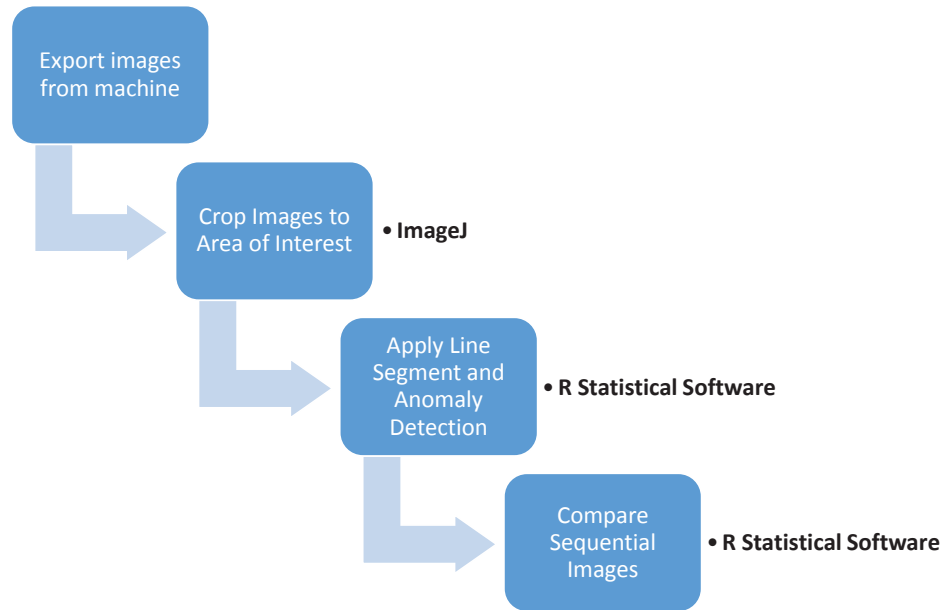 Export images
from machine
Crop Images to
Area of Interest
• ImageJ
Apply Line
Segment and
Anomaly
Detection
• R Statistical Software
Compare
Sequential
Images
• R Statistical Software